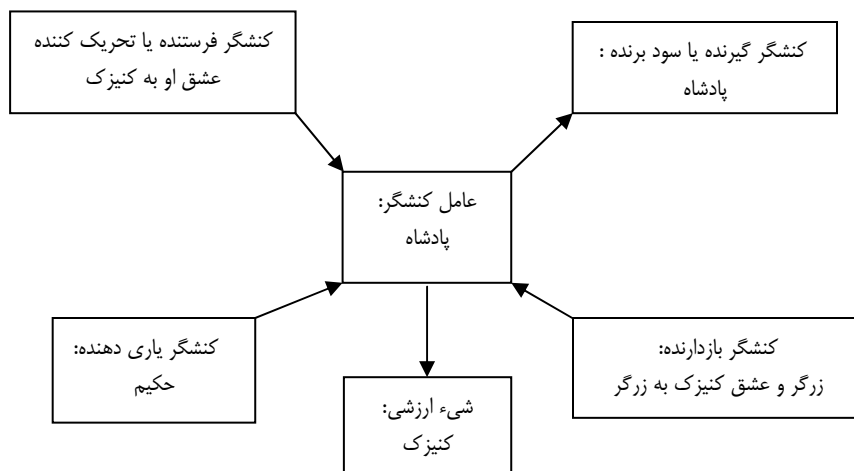 کنشگر گیرنده یا سود برنده :
پادشاه
کنشگر فرستنده یا تحریک کننده
عشق او به کنیزک
عامل کنشگر:
پادشاه
کنشگر بازدارنده:
زرگر و عشق کنیزک به زرگر
کنشگر یاری دهنده:
حکیم
شیء ارزشی:
کنیزک